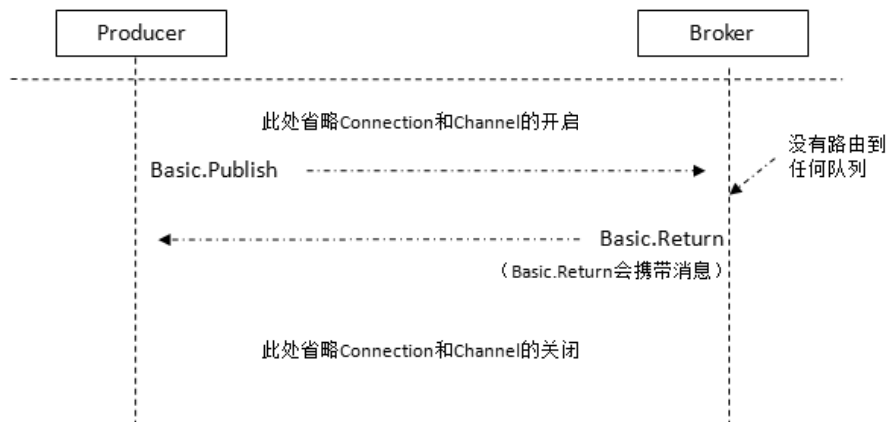 Producer
Broker
此处省略Connection和Channel的开启
没有路由到
任何队列
Basic.Publish
Basic.Return
（Basic.Return会携带消息）
此处省略Connection和Channel的关闭